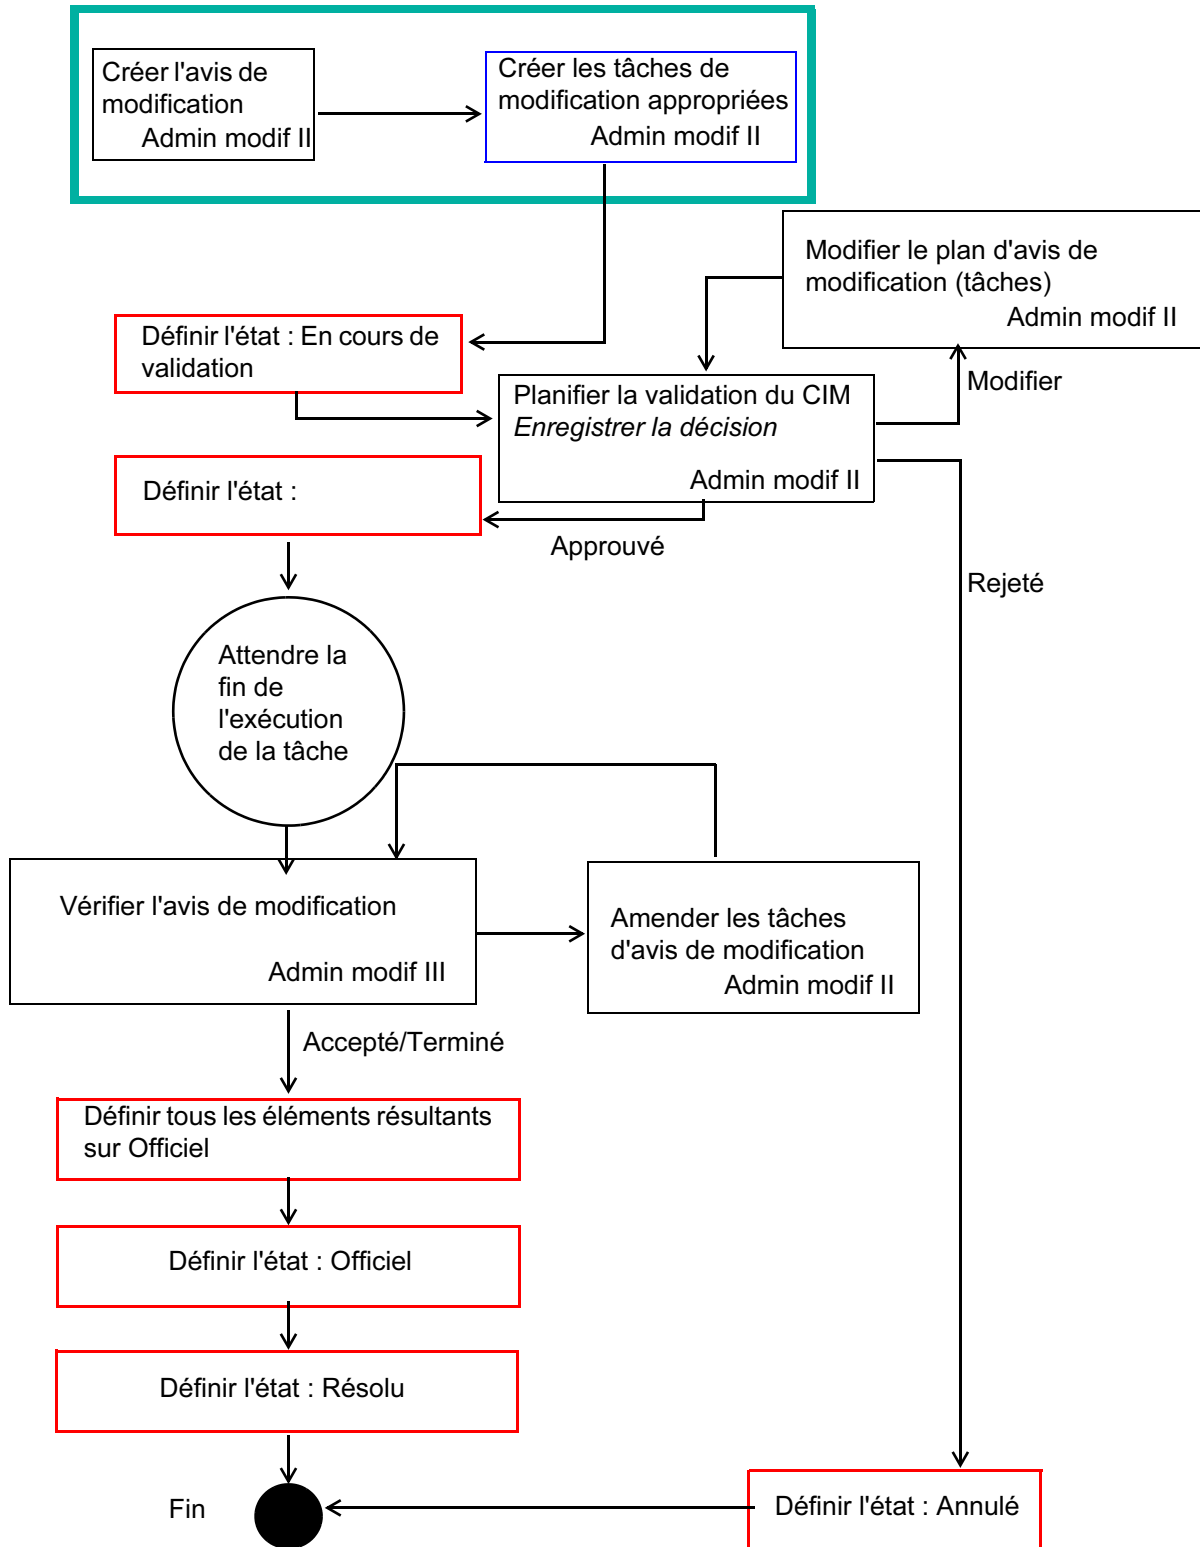 Créer l'avis de
modification
Admin modif II
Créer les tâches de
modification appropriées
Admin modif II
Modifier le plan d'avis de
modification (tâches)
Admin modif II
Définir l'état : En cours de
validation
Modifier
Planifier la validation du CIM
Enregistrer la décision
Admin modif II
Définir l'état :
Approuvé
Rejeté
Attendre la
fin de
l'exécution
de la tâche
Vérifier l'avis de modification
Admin modif III
Amender les tâches
d'avis de modification
Admin modif II
Accepté/Terminé
Définir tous les éléments résultants
sur Officiel
Définir l'état : Officiel
Définir l'état : Résolu
Fin
Définir l'état : Annulé